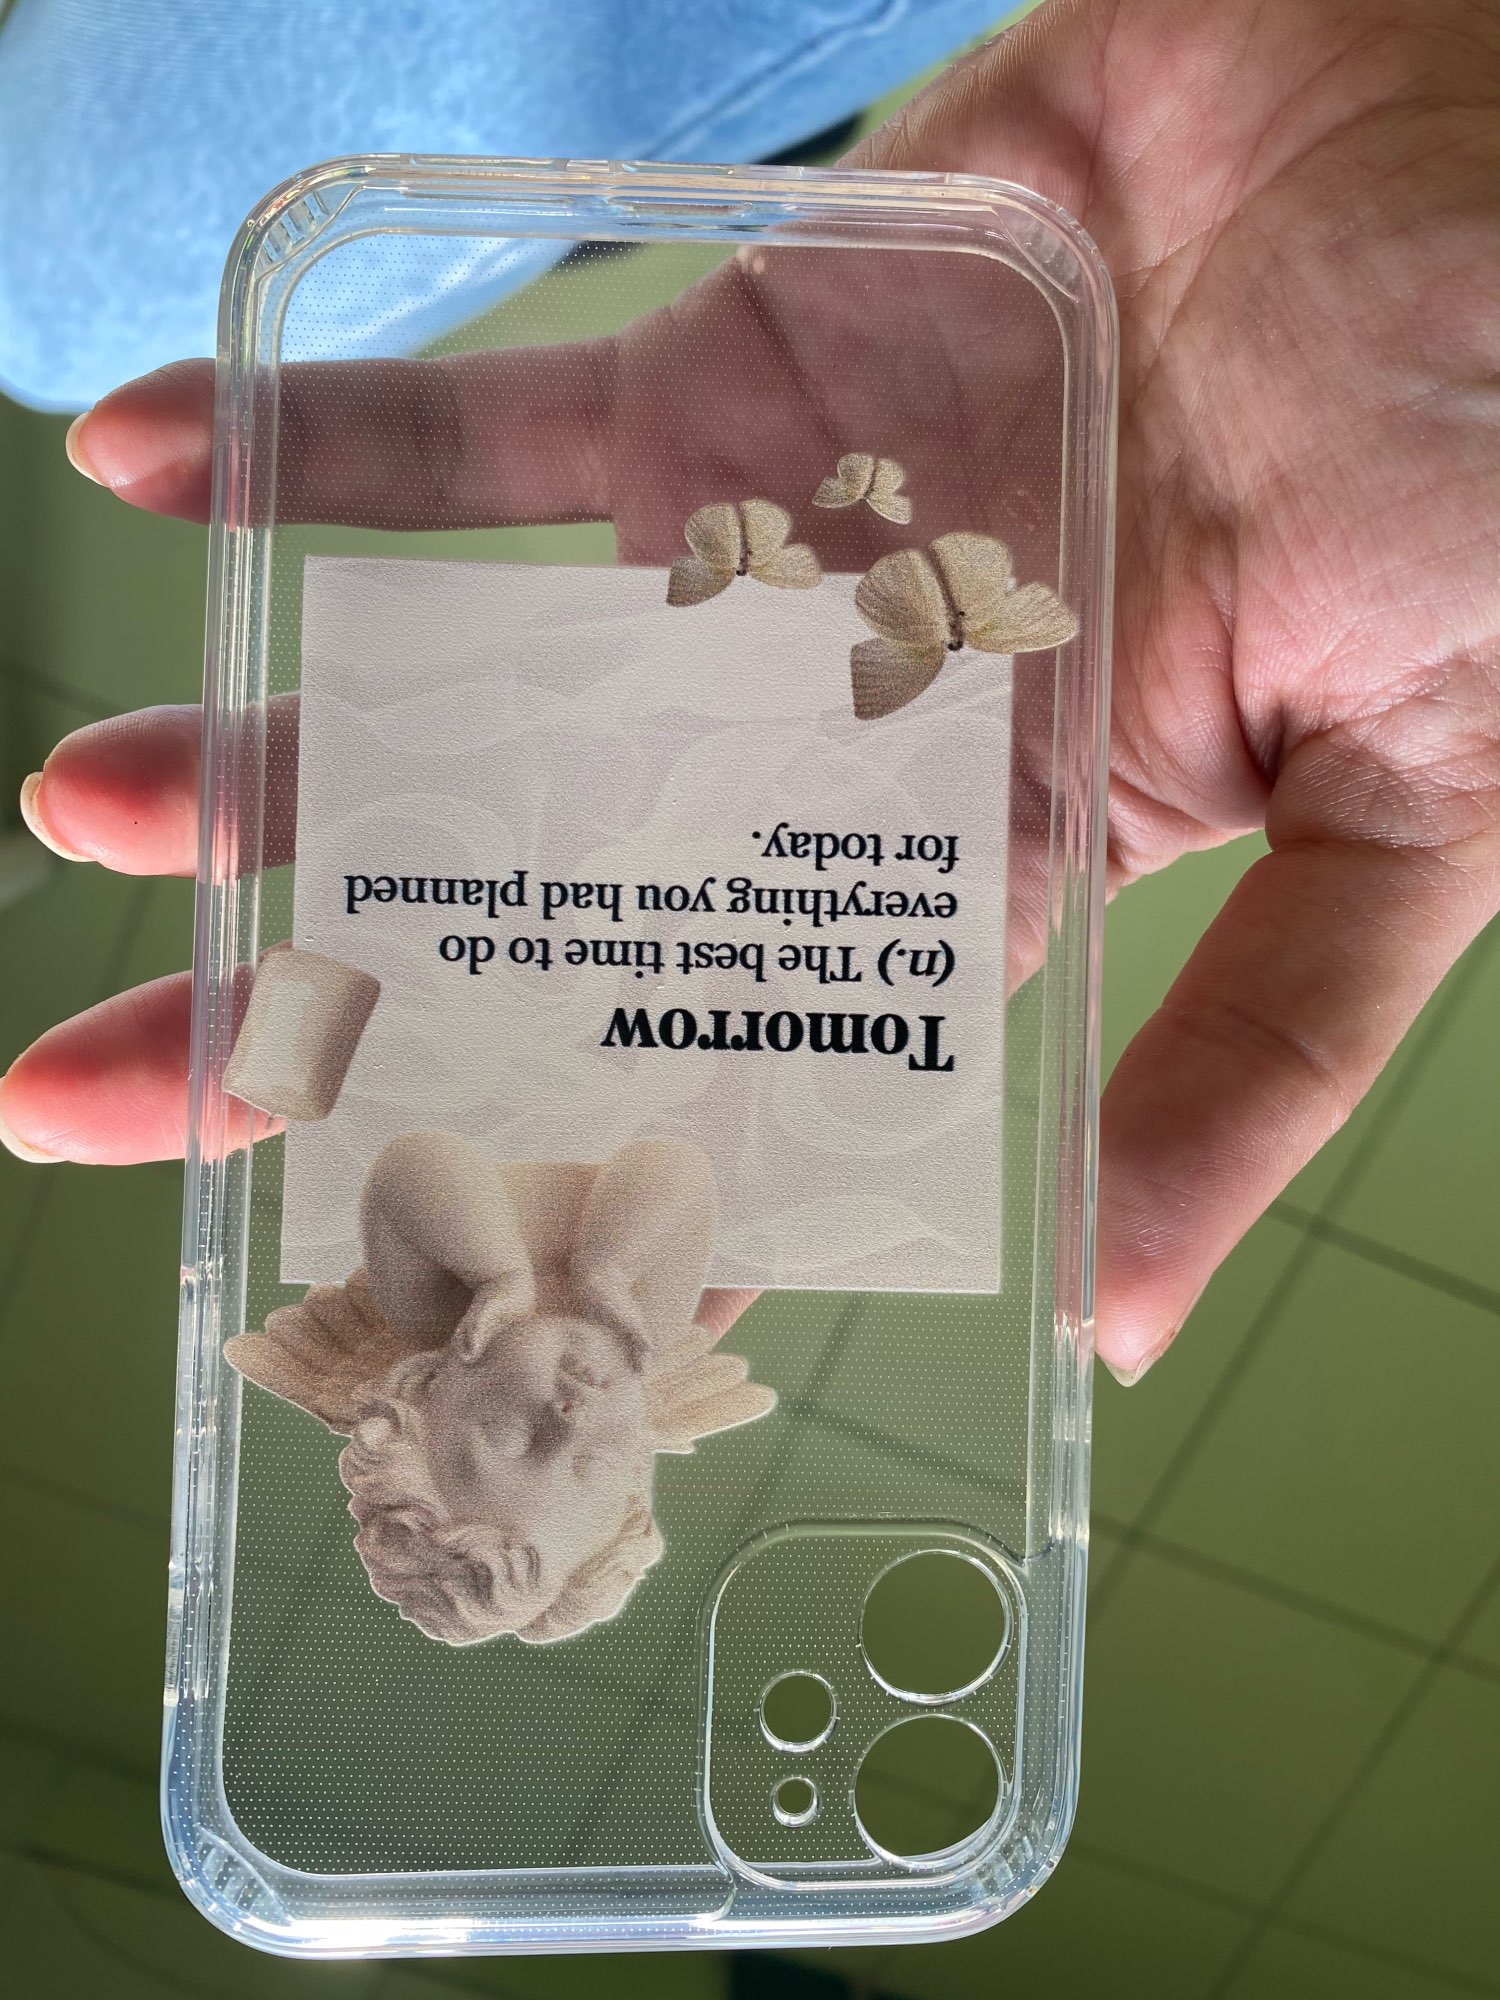 Tomorrow
(n.) The best time to do
everything you had planned
for today.